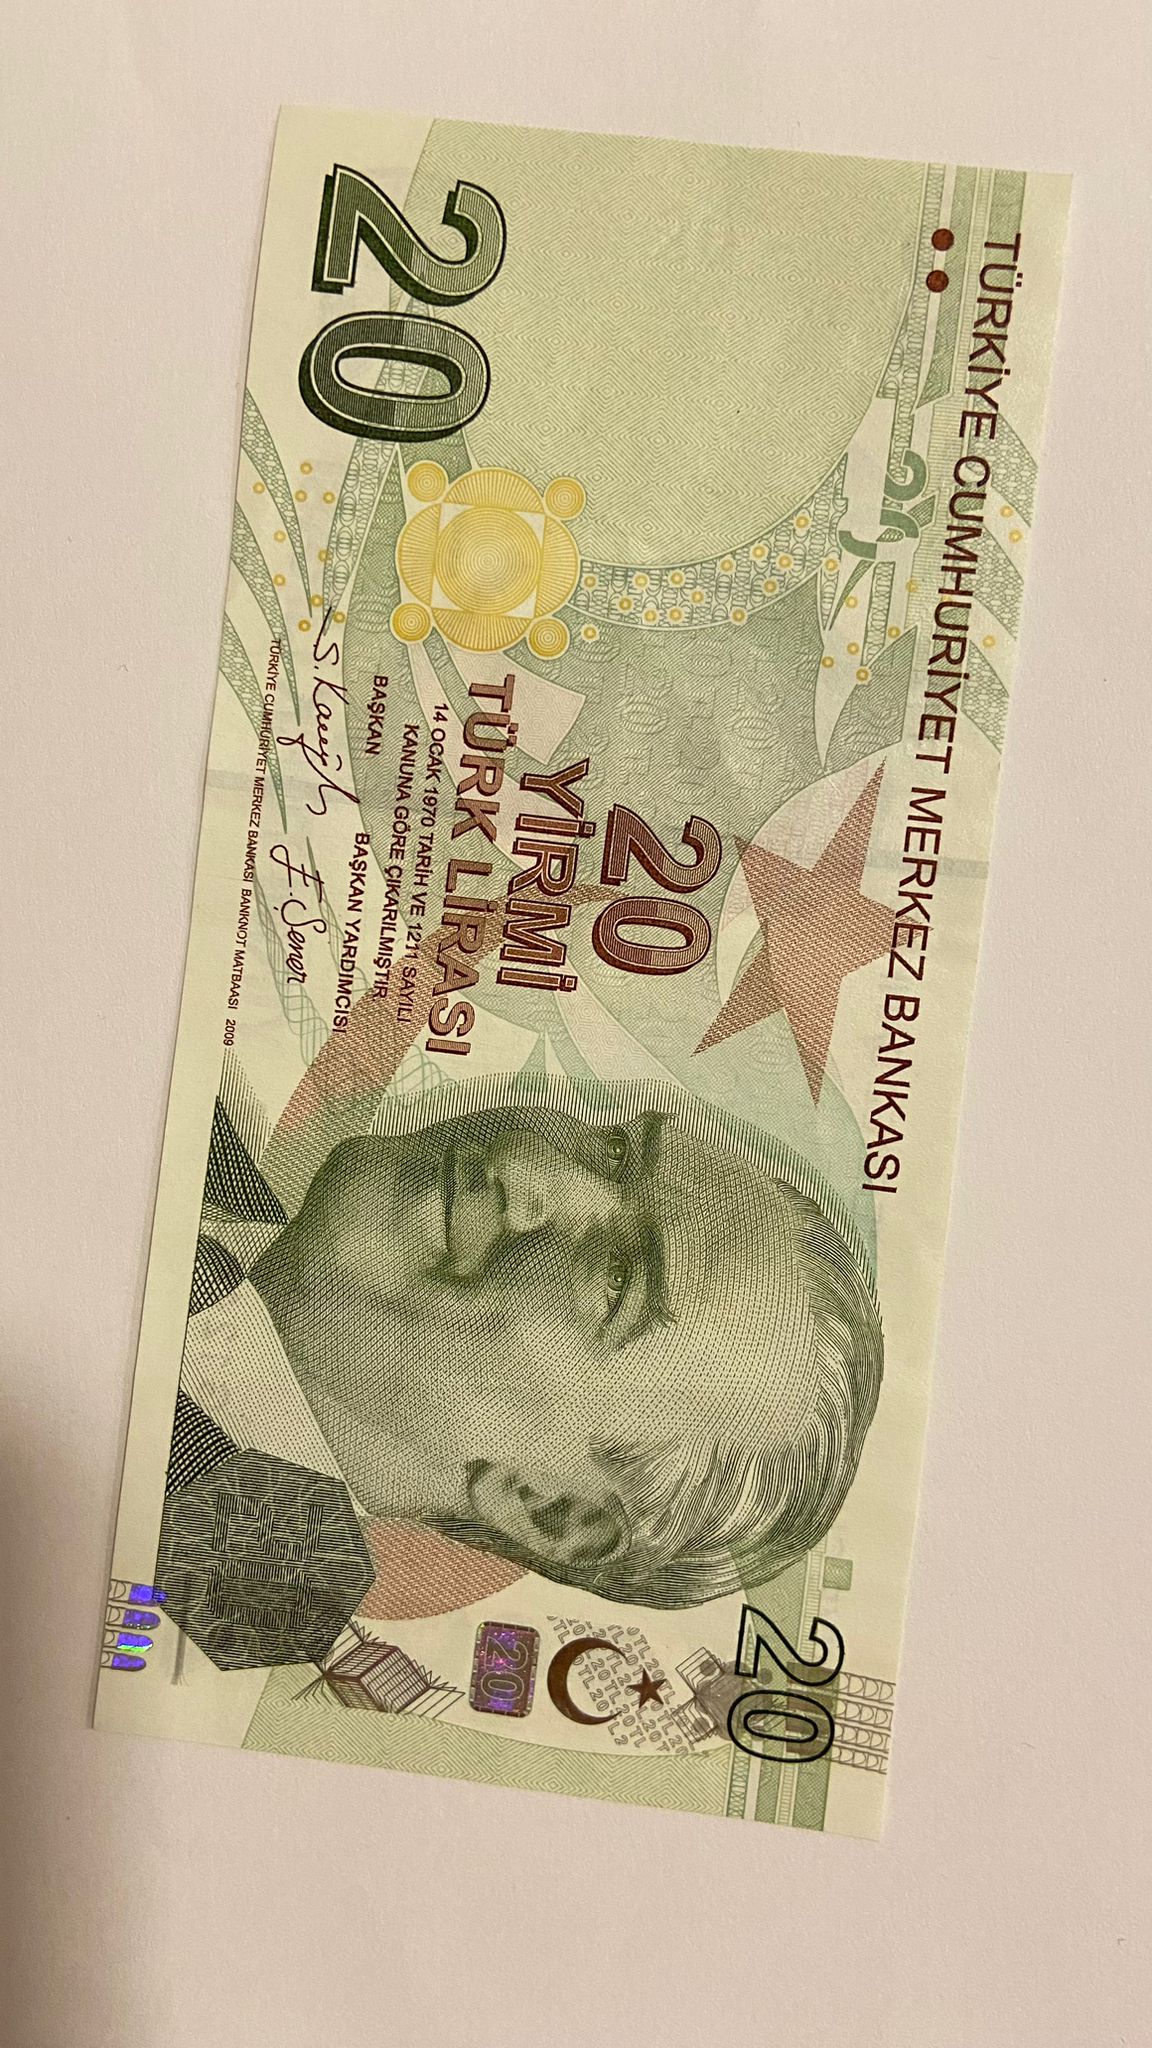 TÜRKİYE CUMHURİYET MERKEZ BANKASI
20
20
20
YİRMİ
TÜRK LİRASI
14 OCAK 1970 TARİH VE 1211 SAYILI
KANUNA GÖRE ÇIKARILMIŞTIR
BAŞKAN BAŞKAN YARDIMCISI
TÜRKİYE CUMHURİYET MERKEZ BANKASI BANKNOT MATBAASI 2009
20